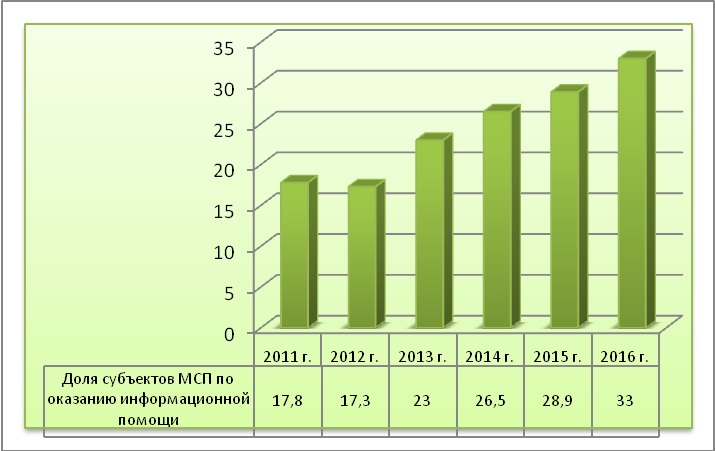 35
30
25
20
15
10
5
0
2011 г. 2012 г. 2013 г. 2014 г. 2015 г. 2016 г.
Доля субъектов МСП по
оказанию информационной
помощи
17,8 17,3 23 26,5 28,9 33